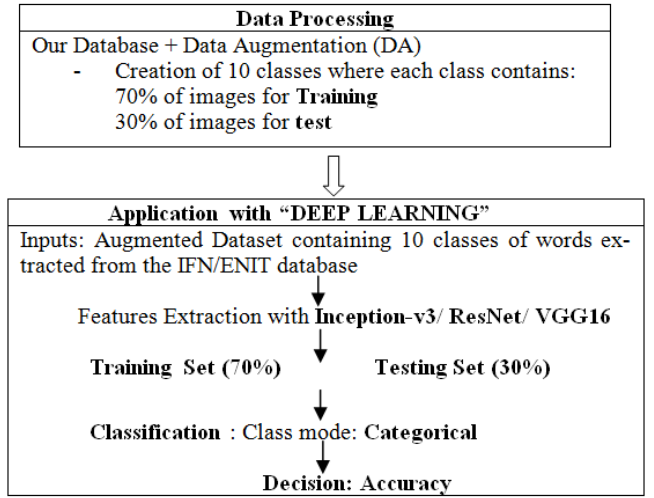 Data Processing
Our Database + Data Augmentation (DA)
- Creation of 10 classes where each class contains:
70% of images for Training
30% of images for test
Application with “DEEP LEARNING”
Inputs: Augmented Dataset containing 10 classes of words ex-
tracted from the IFN/ENIT database
Features Extraction with Inception-v3/ ResNet/ VGG16
Training Set (70%) Testing Set (30%)
Classification : Class mode: Categorical
Decision: Accuracy